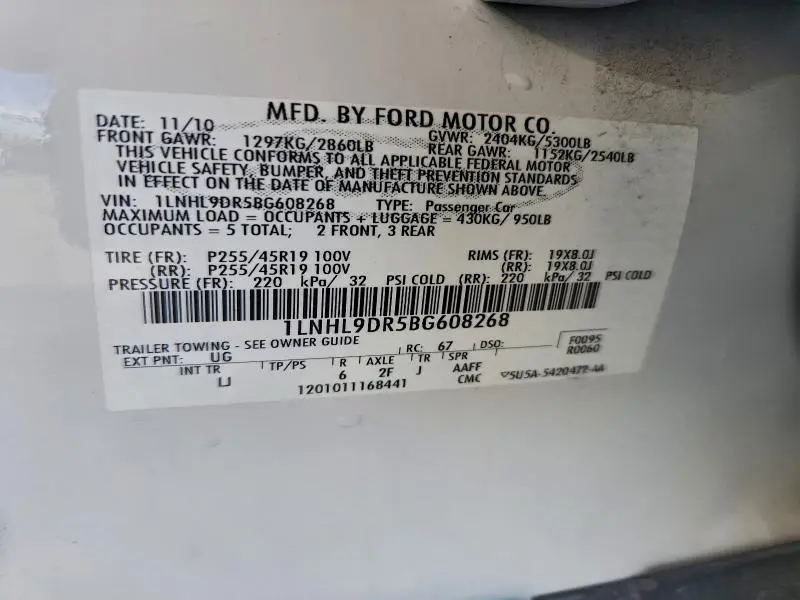 MFD. BY FORD MOTOR CO.
DATE: 11/10 GVWR: 2404KG/5300LB
FRONT GAWR: 1297KG/2860LB REAR GAWR: 1152KG/2540LB
THIS VEHICLE CONFORMS TO ALL APPLICABLE FEDERAL MOTOR
VEHICLE SAFETY, BUMPER, AND THEFT PREVENTION STANDARDS
IN EFFECT ON THE DATE OF MANUFACTURE SHOWN ABOVE.
VIN: 1LNHL9DR5BG608268 TYPE: Passenger Car
MAXIMUM LOAD = OCCUPANTS + LUGGAGE = 430KG/ 950LB
OCCUPANTS = 5 TOTAL; 2 FRONT, 3 REAR
TIRE (FR): P255/45R19 100V RIMS (FR): 19X8.0J
(RR): P255/45R19 100V (RR): 19X8.0J
PRESSURE (FR): 220 kPa/ 32 PSI COLD (RR): 220 kPa/ 32 PSI COLD
1LNHL9DR5BG608268
TRAILER TOWING - SEE OWNER GUIDE
EXT PNT: UG RC: 67 DSO: F0095
R0060
INT TR TP/PS R AXLE TR SPR
LJ 6 2F J AAFF
1201011168441 CMC
5U5A-5420472-AA